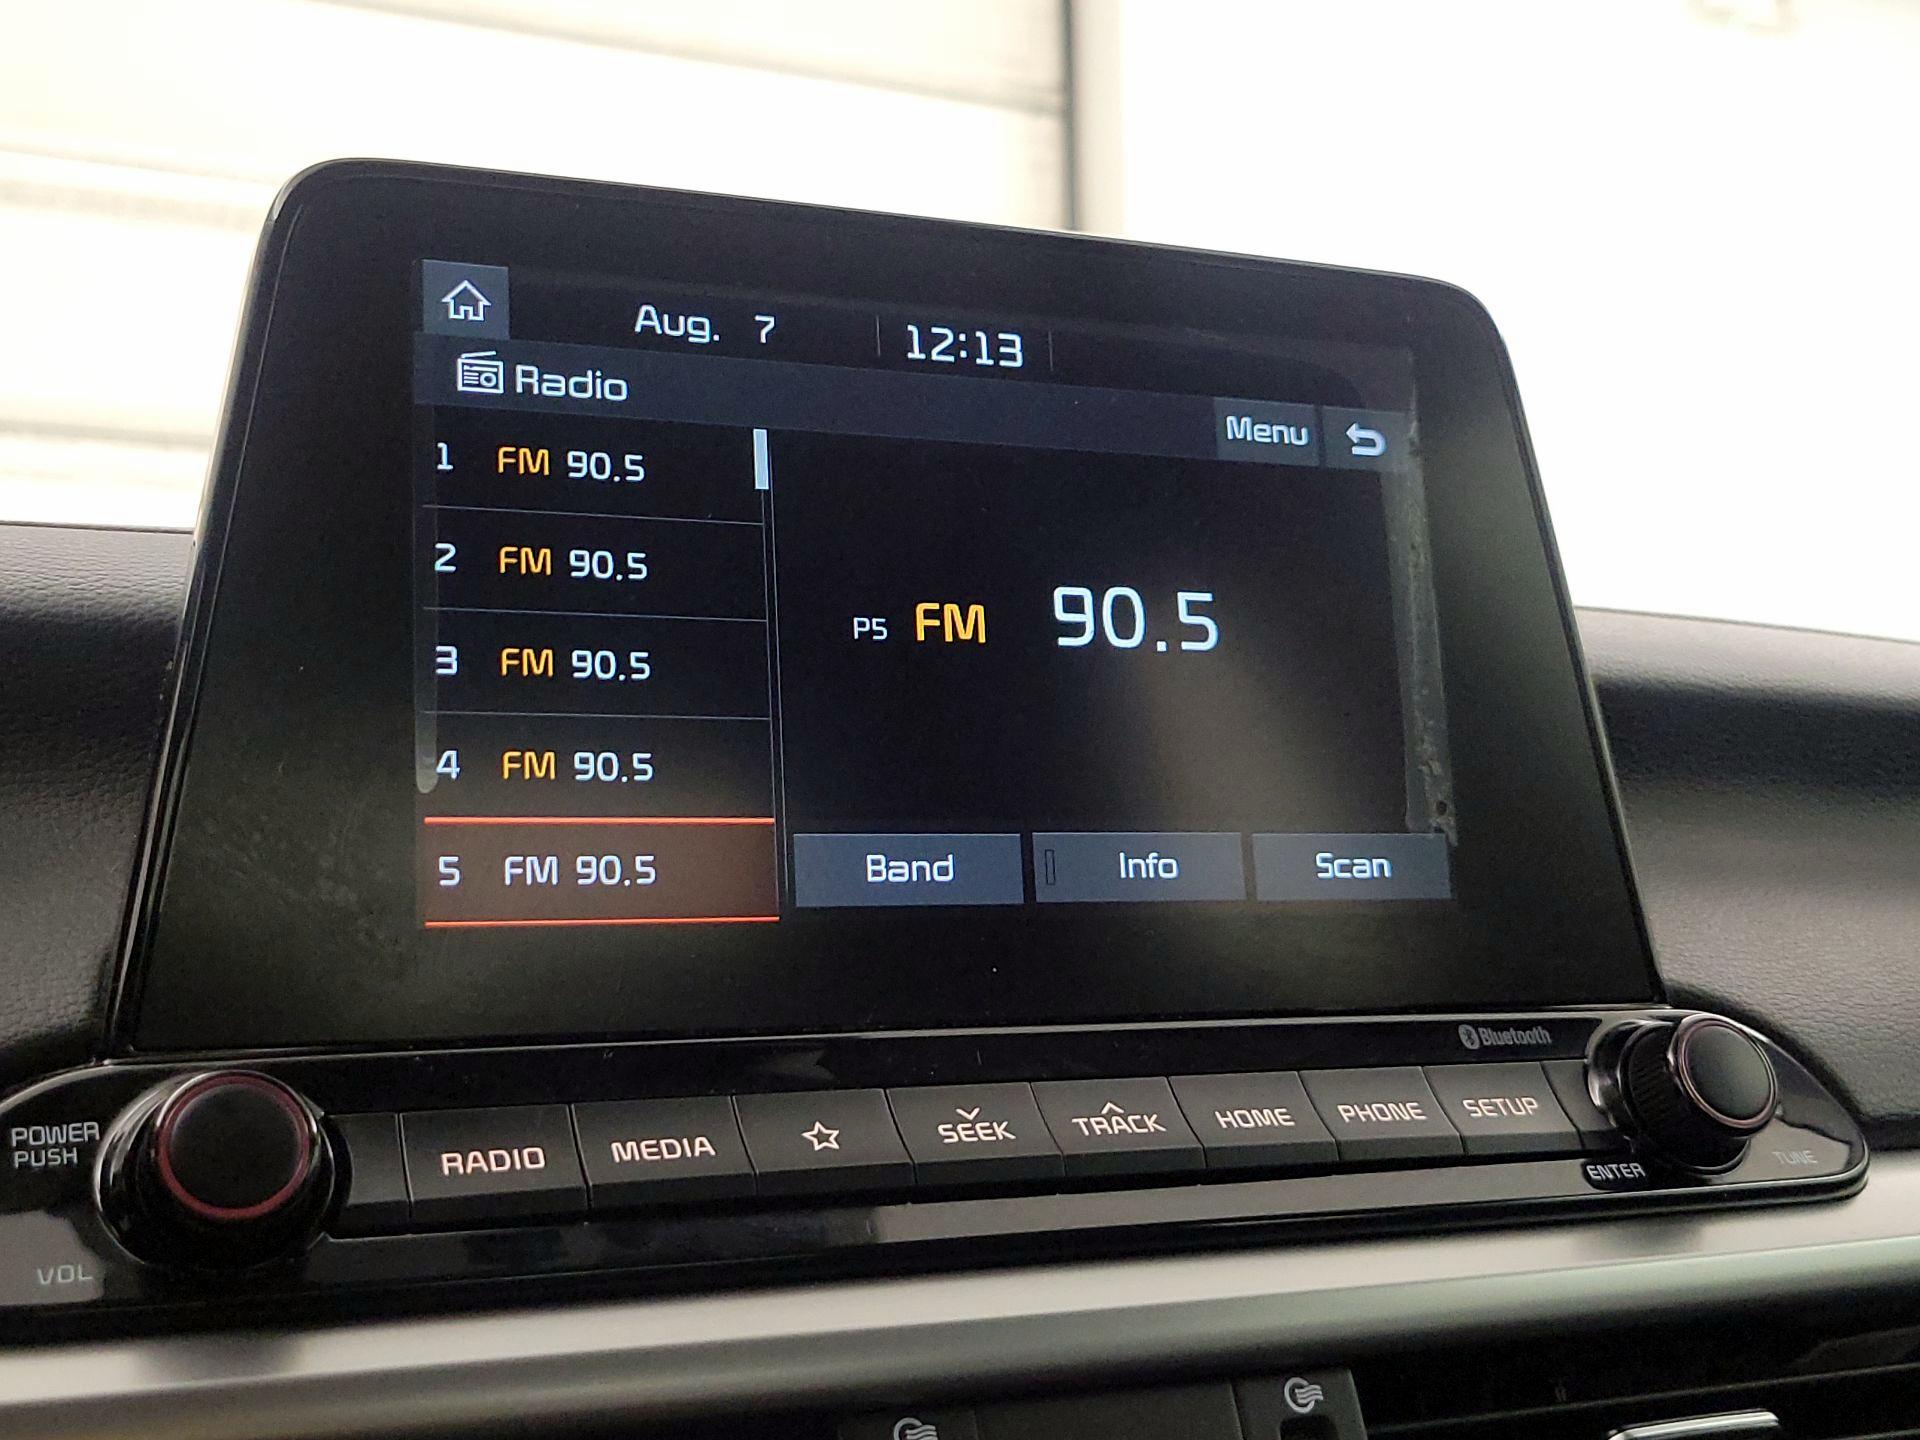 Aug. 7 12:13
Radio
Menu
1 FM 90.5
2 FM 90.5
3 FM 90.5
4 FM 90.5
5 FM 90.5
P5 FM 90.5
Band Info Scan
Bluetooth
POWER
PUSH
VOL
RADIO MEDIA SEEK TRACK HOME PHONE SETUP
ENTER
TUNE